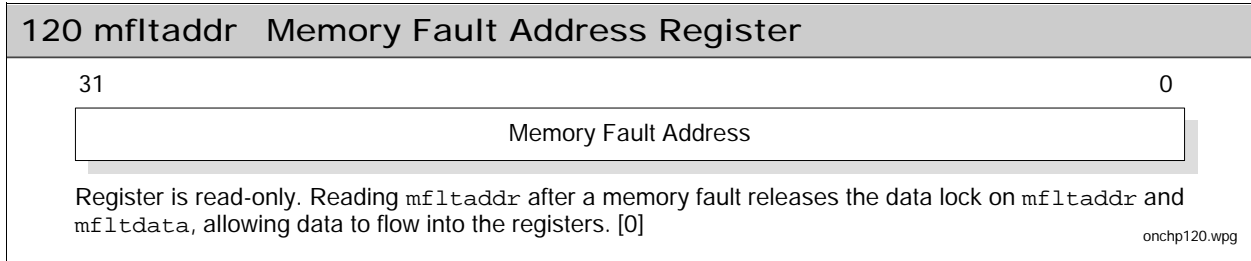 120 mfltaddr Memory Fault Address Register
31 0
Memory Fault Address
Register is read-only. Reading mfltaddr after a memory fault releases the data lock on mfltaddr and
mfltdata, allowing data to flow into the registers. [0]
onchp120.wpg